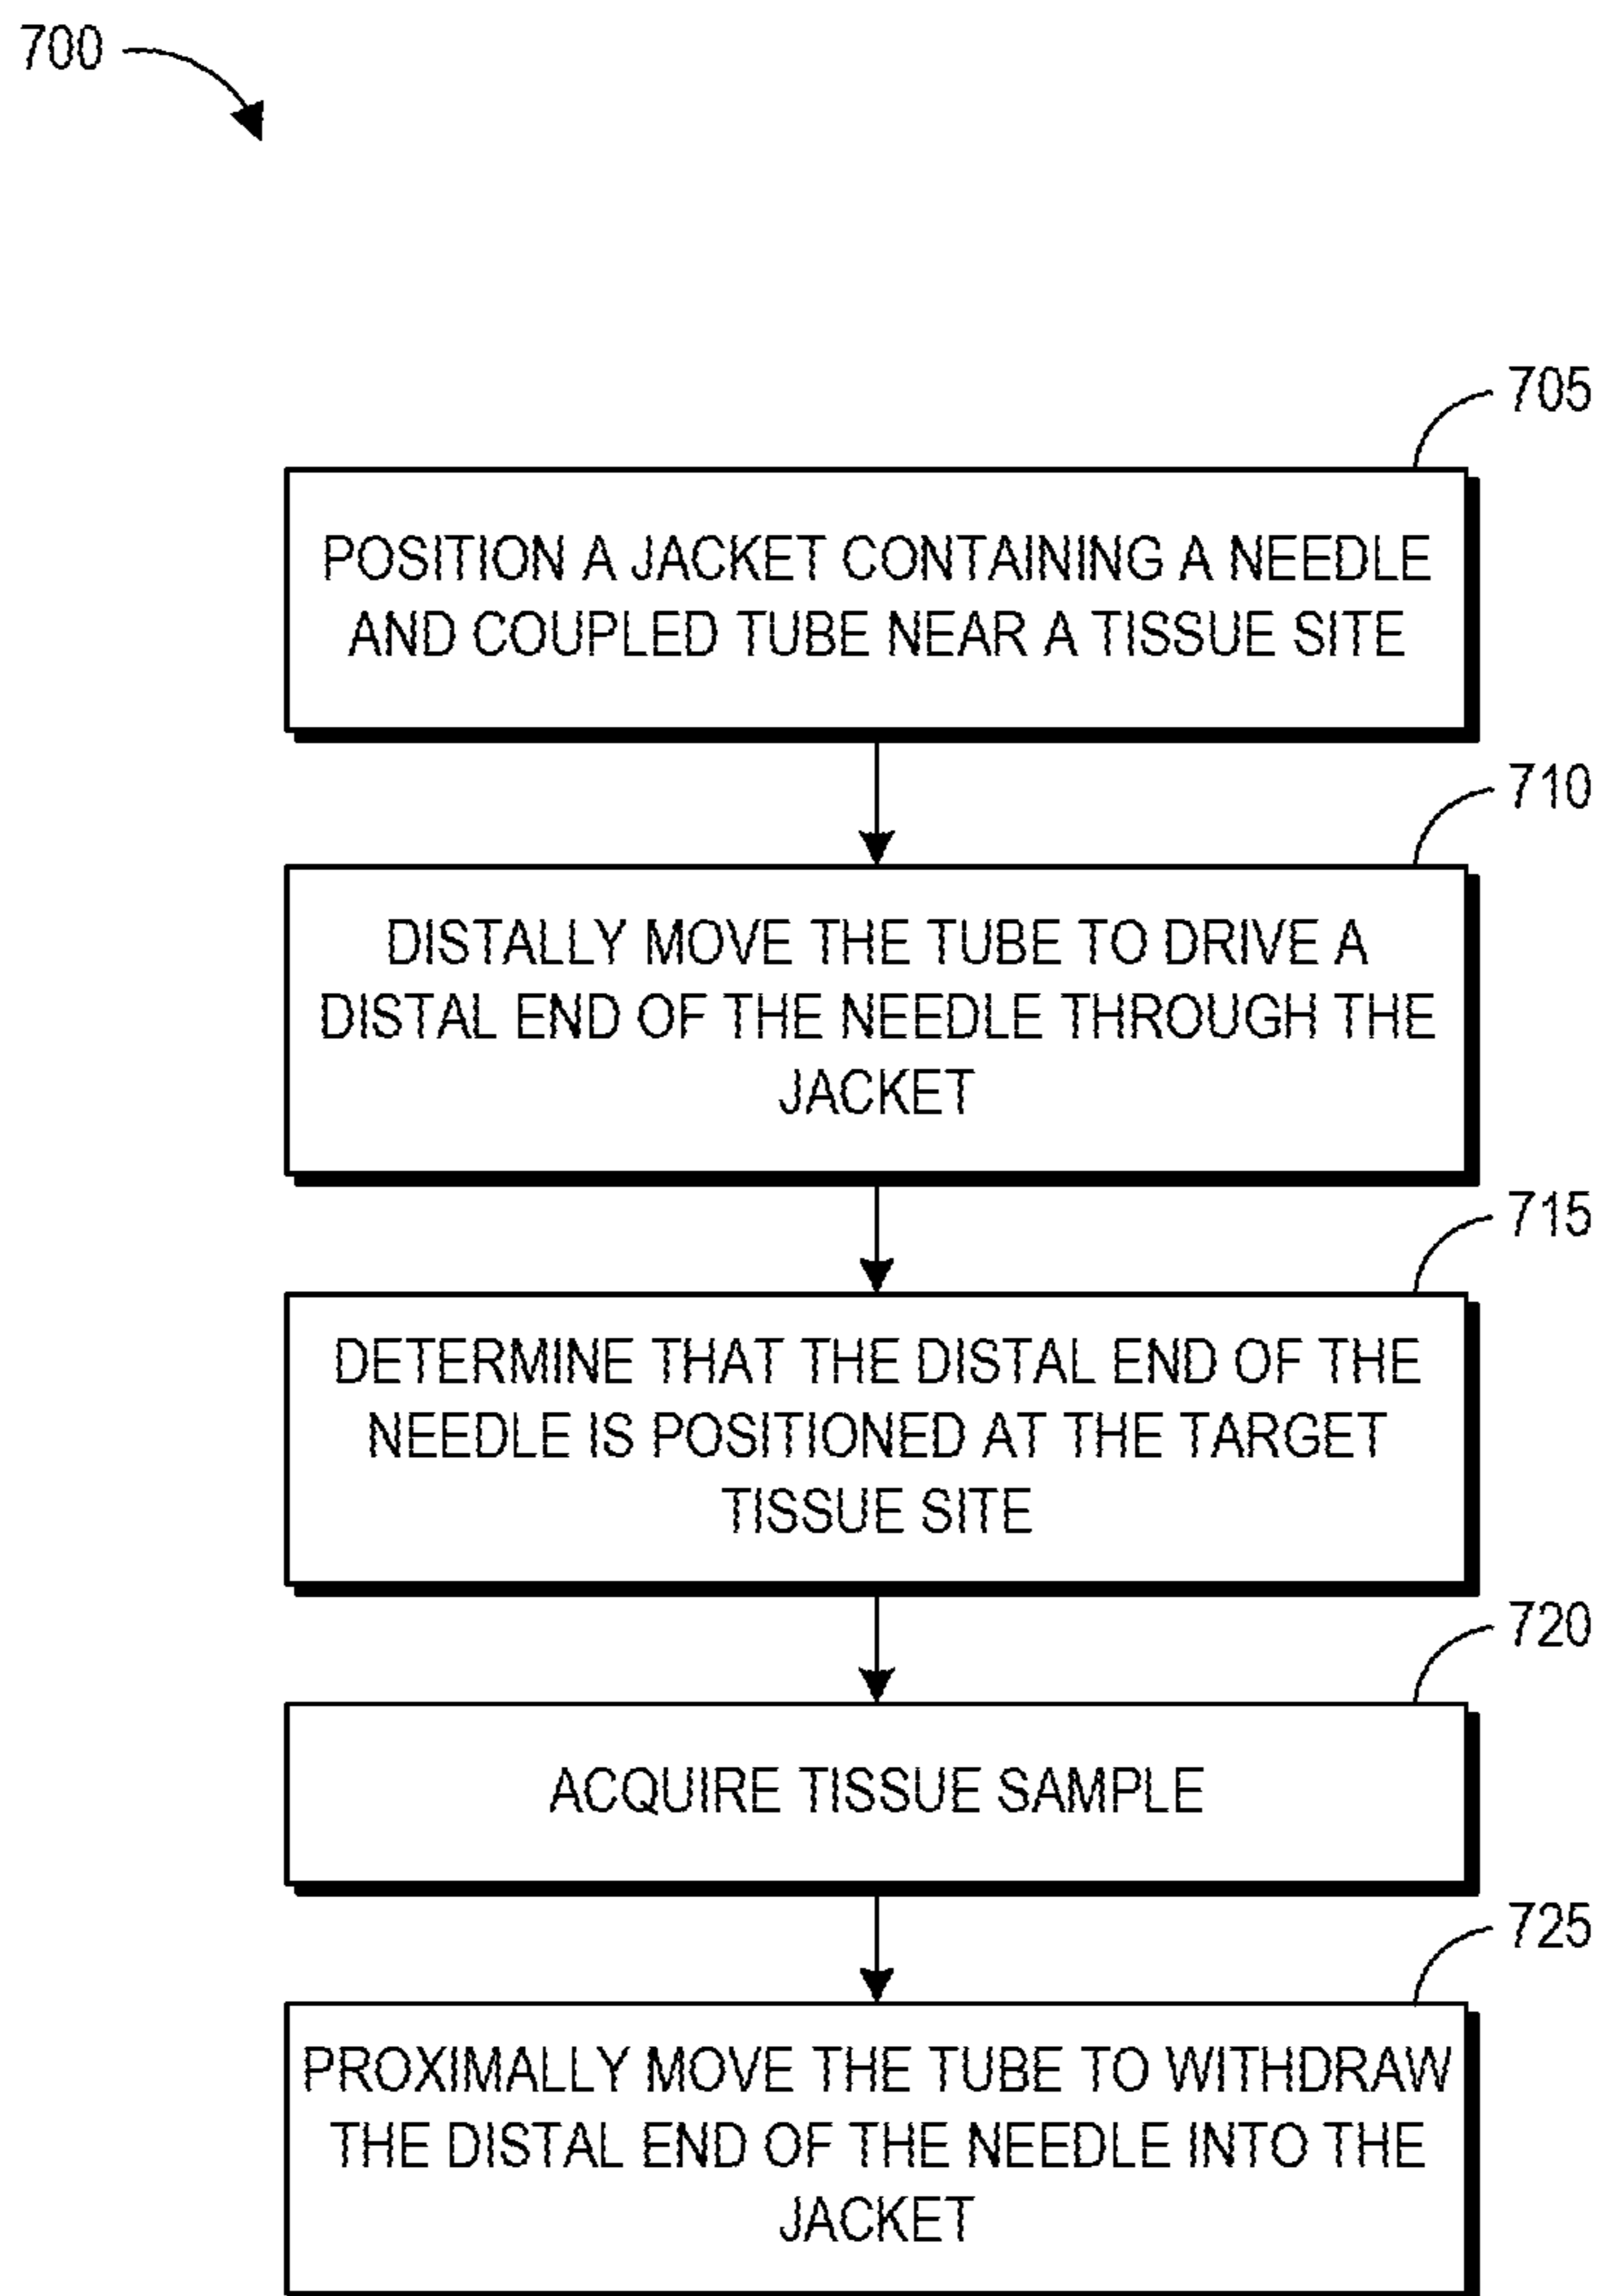 700
705
POSITION A JACKET CONTAINING A NEEDLE
AND COUPLED TUBE NEAR A TISSUE SITE
710
DISTALLY MOVE THE TUBE TO DRIVE A
DISTAL END OF THE NEEDLE THROUGH THE
JACKET
715
DETERMINE THAT THE DISTAL END OF THE
NEEDLE IS POSITIONED AT THE TARGET
TISSUE SITE
720
ACQUIRE TISSUE SAMPLE
725
PROXIMALLY MOVE THE TUBE TO WITHDRAW
THE DISTAL END OF THE NEEDLE INTO THE
JACKET